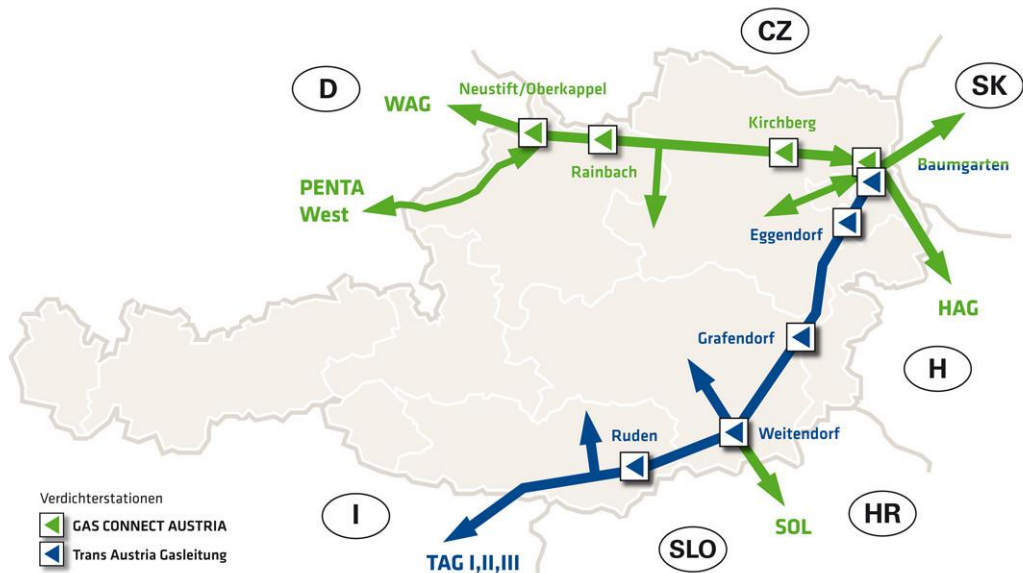 CZ
D
SK
Neustift/Oberkappel
WAG
Kirchberg
Rainbach
Baumgarten
PENTA
West
Eggendorf
HAG
Grafendorf
H
Ruden
Weitendorf
Verdichterstationen
GAS CONNECT AUSTRIA
Trans Austria Gasleitung
I
TAG I,II,III
SLO
SOL
HR